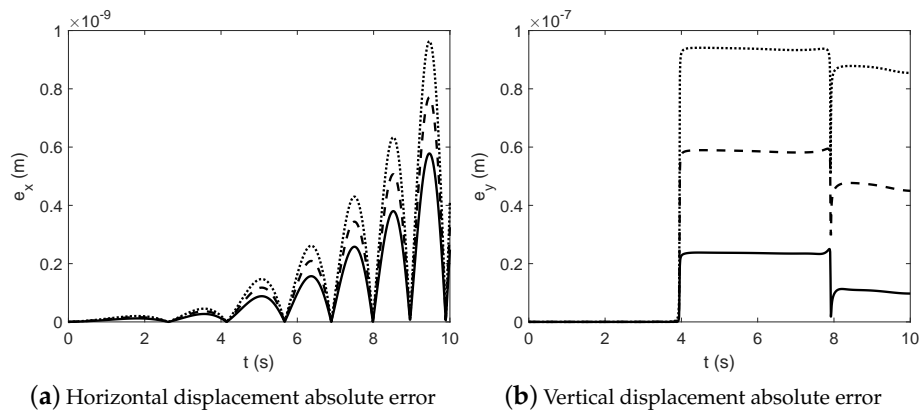 ×10⁻⁹
1
0.8
0.6
0.4
0.2
0
0 2 4 6 8 10
e_x (m)
t (s)
(a) Horizontal displacement absolute error
×10⁻⁷
1
0.8
0.6
0.4
0.2
0
0 2 4 6 8 10
e_y (m)
t (s)
(b) Vertical displacement absolute error